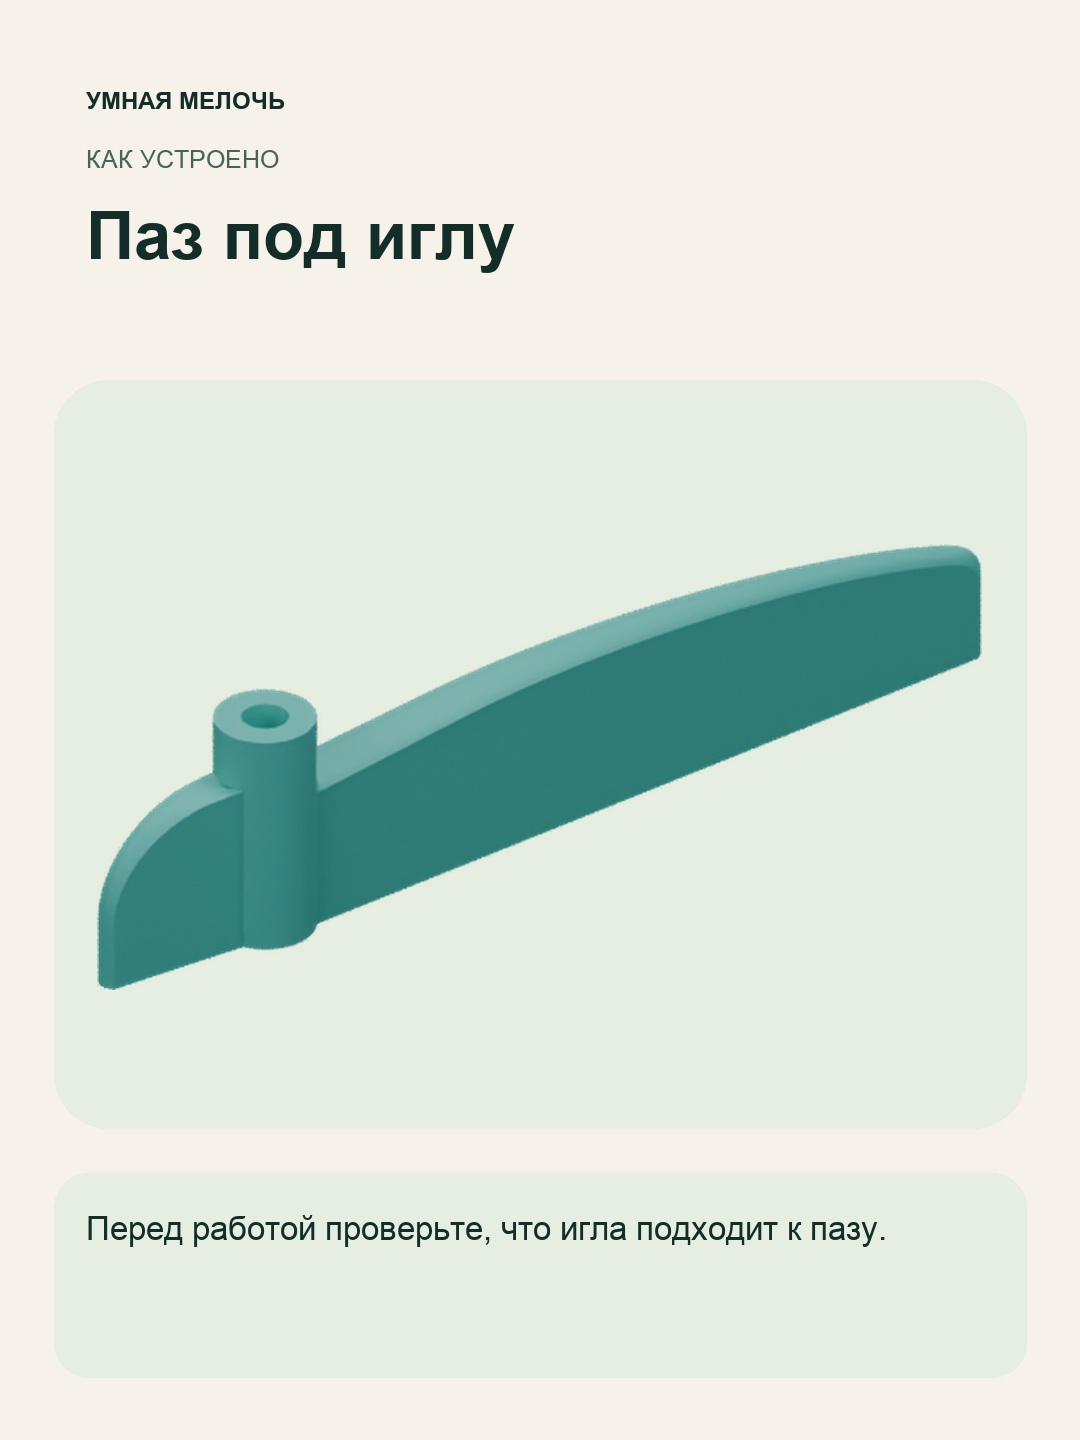 УМНАЯ МЕЛОЧЬ
КАК УСТРОЕНО
Паз под иглу
Перед работой проверьте, что игла подходит к пазу.